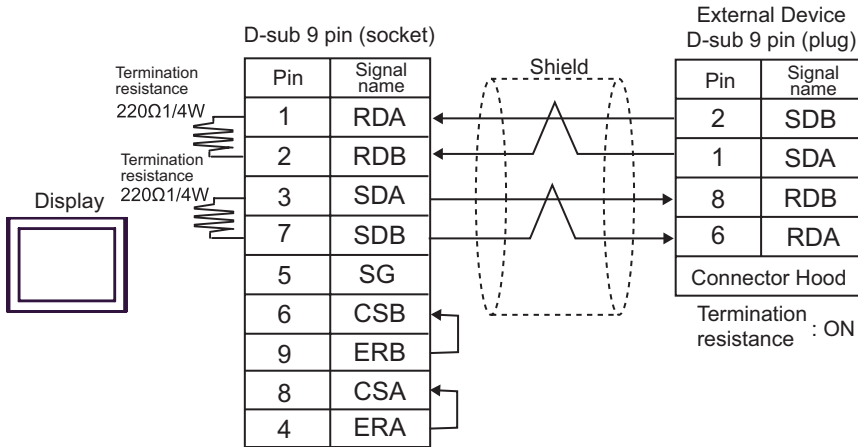 External Device
D-sub 9 pin (socket)
D-sub 9 pin (plug)
Termination
resistance
220Ω1/4W
Termination
resistance
220Ω1/4W
Display
Pin Signal name
1 RDA
2 RDB
3 SDA
7 SDB
5 SG
6 CSB
9 ERB
8 CSA
4 ERA
Shield
Pin Signal name
2 SDB
1 SDA
8 RDB
6 RDA
Connector Hood
Termination
resistance : ON